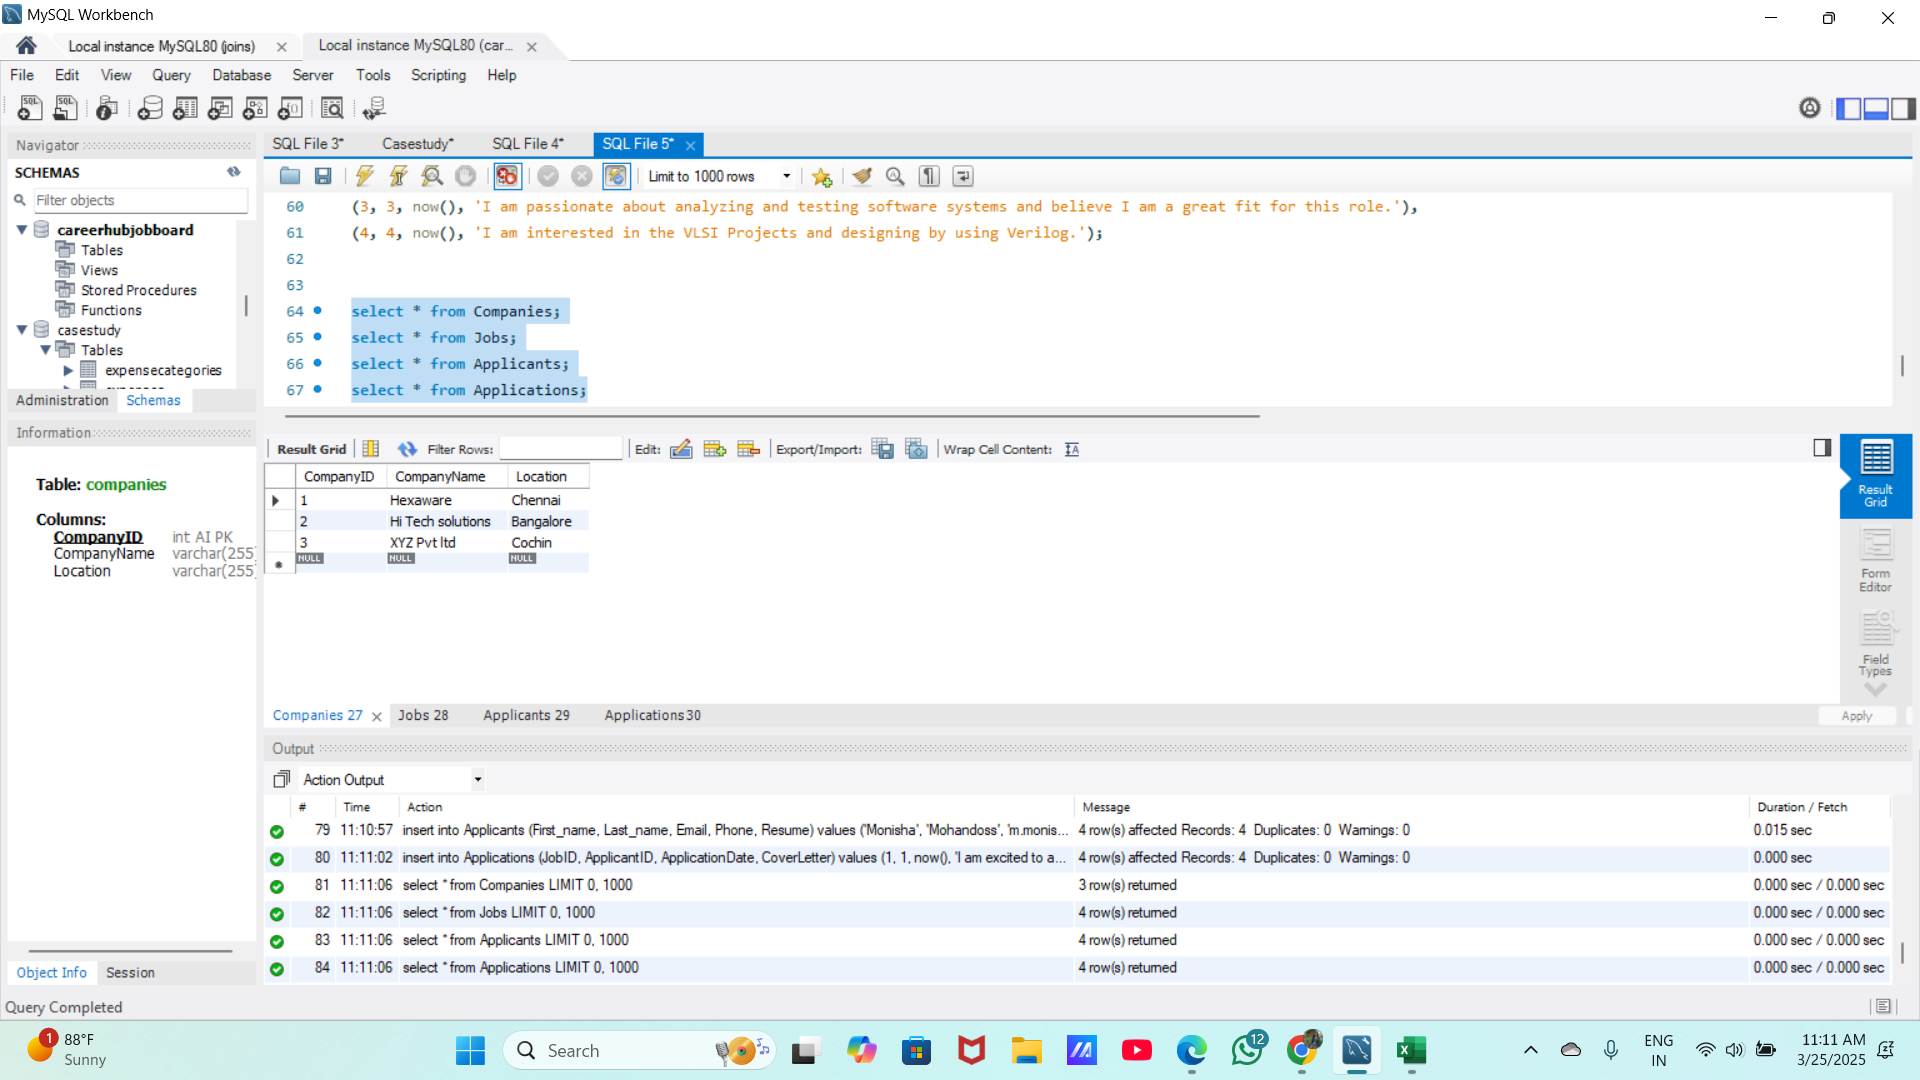 MySQL Workbench
Local instance MySQL80 (joins)
Local instance MySQL80 (car...
File Edit View Query Database Server Tools Scripting Help
Navigator
SCHEMAS
Filter objects
careerhubjobboard
Tables
Views
Stored Procedures
Functions
casestudy
Tables
expensecategories
Administration Schemas
Information
Table: companies
Columns:
CompanyID int AI PK
CompanyName varchar(255)
Location varchar(255)
Object Info Session
SQL File 3* Casestudy* SQL File 4* SQL File 5*
Limit to 1000 rows
60 (3, 3, now(), 'I am passionate about analyzing and testing software systems and believe I am a great fit for this role.'),
61 (4, 4, now(), 'I am interested in the VLSI Projects and designing by using Verilog.');
62
63
64 select * from Companies;
65 select * from Jobs;
66 select * from Applicants;
67 select * from Applications;
Result Grid Filter Rows: Edit: Export/Import: Wrap Cell Content:
CompanyID CompanyName Location
1 Hexaware Chennai
2 Hi Tech solutions Bangalore
3 XYZ Pvt ltd Cochin
NULL NULL NULL
Result Grid
Form Editor
Field Types
Companies 27 Jobs 28 Applicants 29 Applications 30
Apply
Output
Action Output
# Time Action Message Duration / Fetch
79 11:10:57 insert into Applicants (First_name, Last_name, Email, Phone, Resume) values ('Monisha', 'Mohandoss', 'm.monis... 4 row(s) affected Records: 4 Duplicates: 0 Warnings: 0 0.015 sec
80 11:11:02 insert into Applications (JobID, ApplicantID, ApplicationDate, CoverLetter) values (1, 1, now(), 'I am excited to a... 4 row(s) affected Records: 4 Duplicates: 0 Warnings: 0 0.000 sec
81 11:11:06 select * from Companies LIMIT 0, 1000 3 row(s) returned 0.000 sec / 0.000 sec
82 11:11:06 select * from Jobs LIMIT 0, 1000 4 row(s) returned 0.000 sec / 0.000 sec
83 11:11:06 select * from Applicants LIMIT 0, 1000 4 row(s) returned 0.000 sec / 0.000 sec
84 11:11:06 select * from Applications LIMIT 0, 1000 4 row(s) returned 0.000 sec / 0.000 sec
Query Completed
1
88°F
Sunny
Search
12
ENG
IN
11:11 AM
3/25/2025